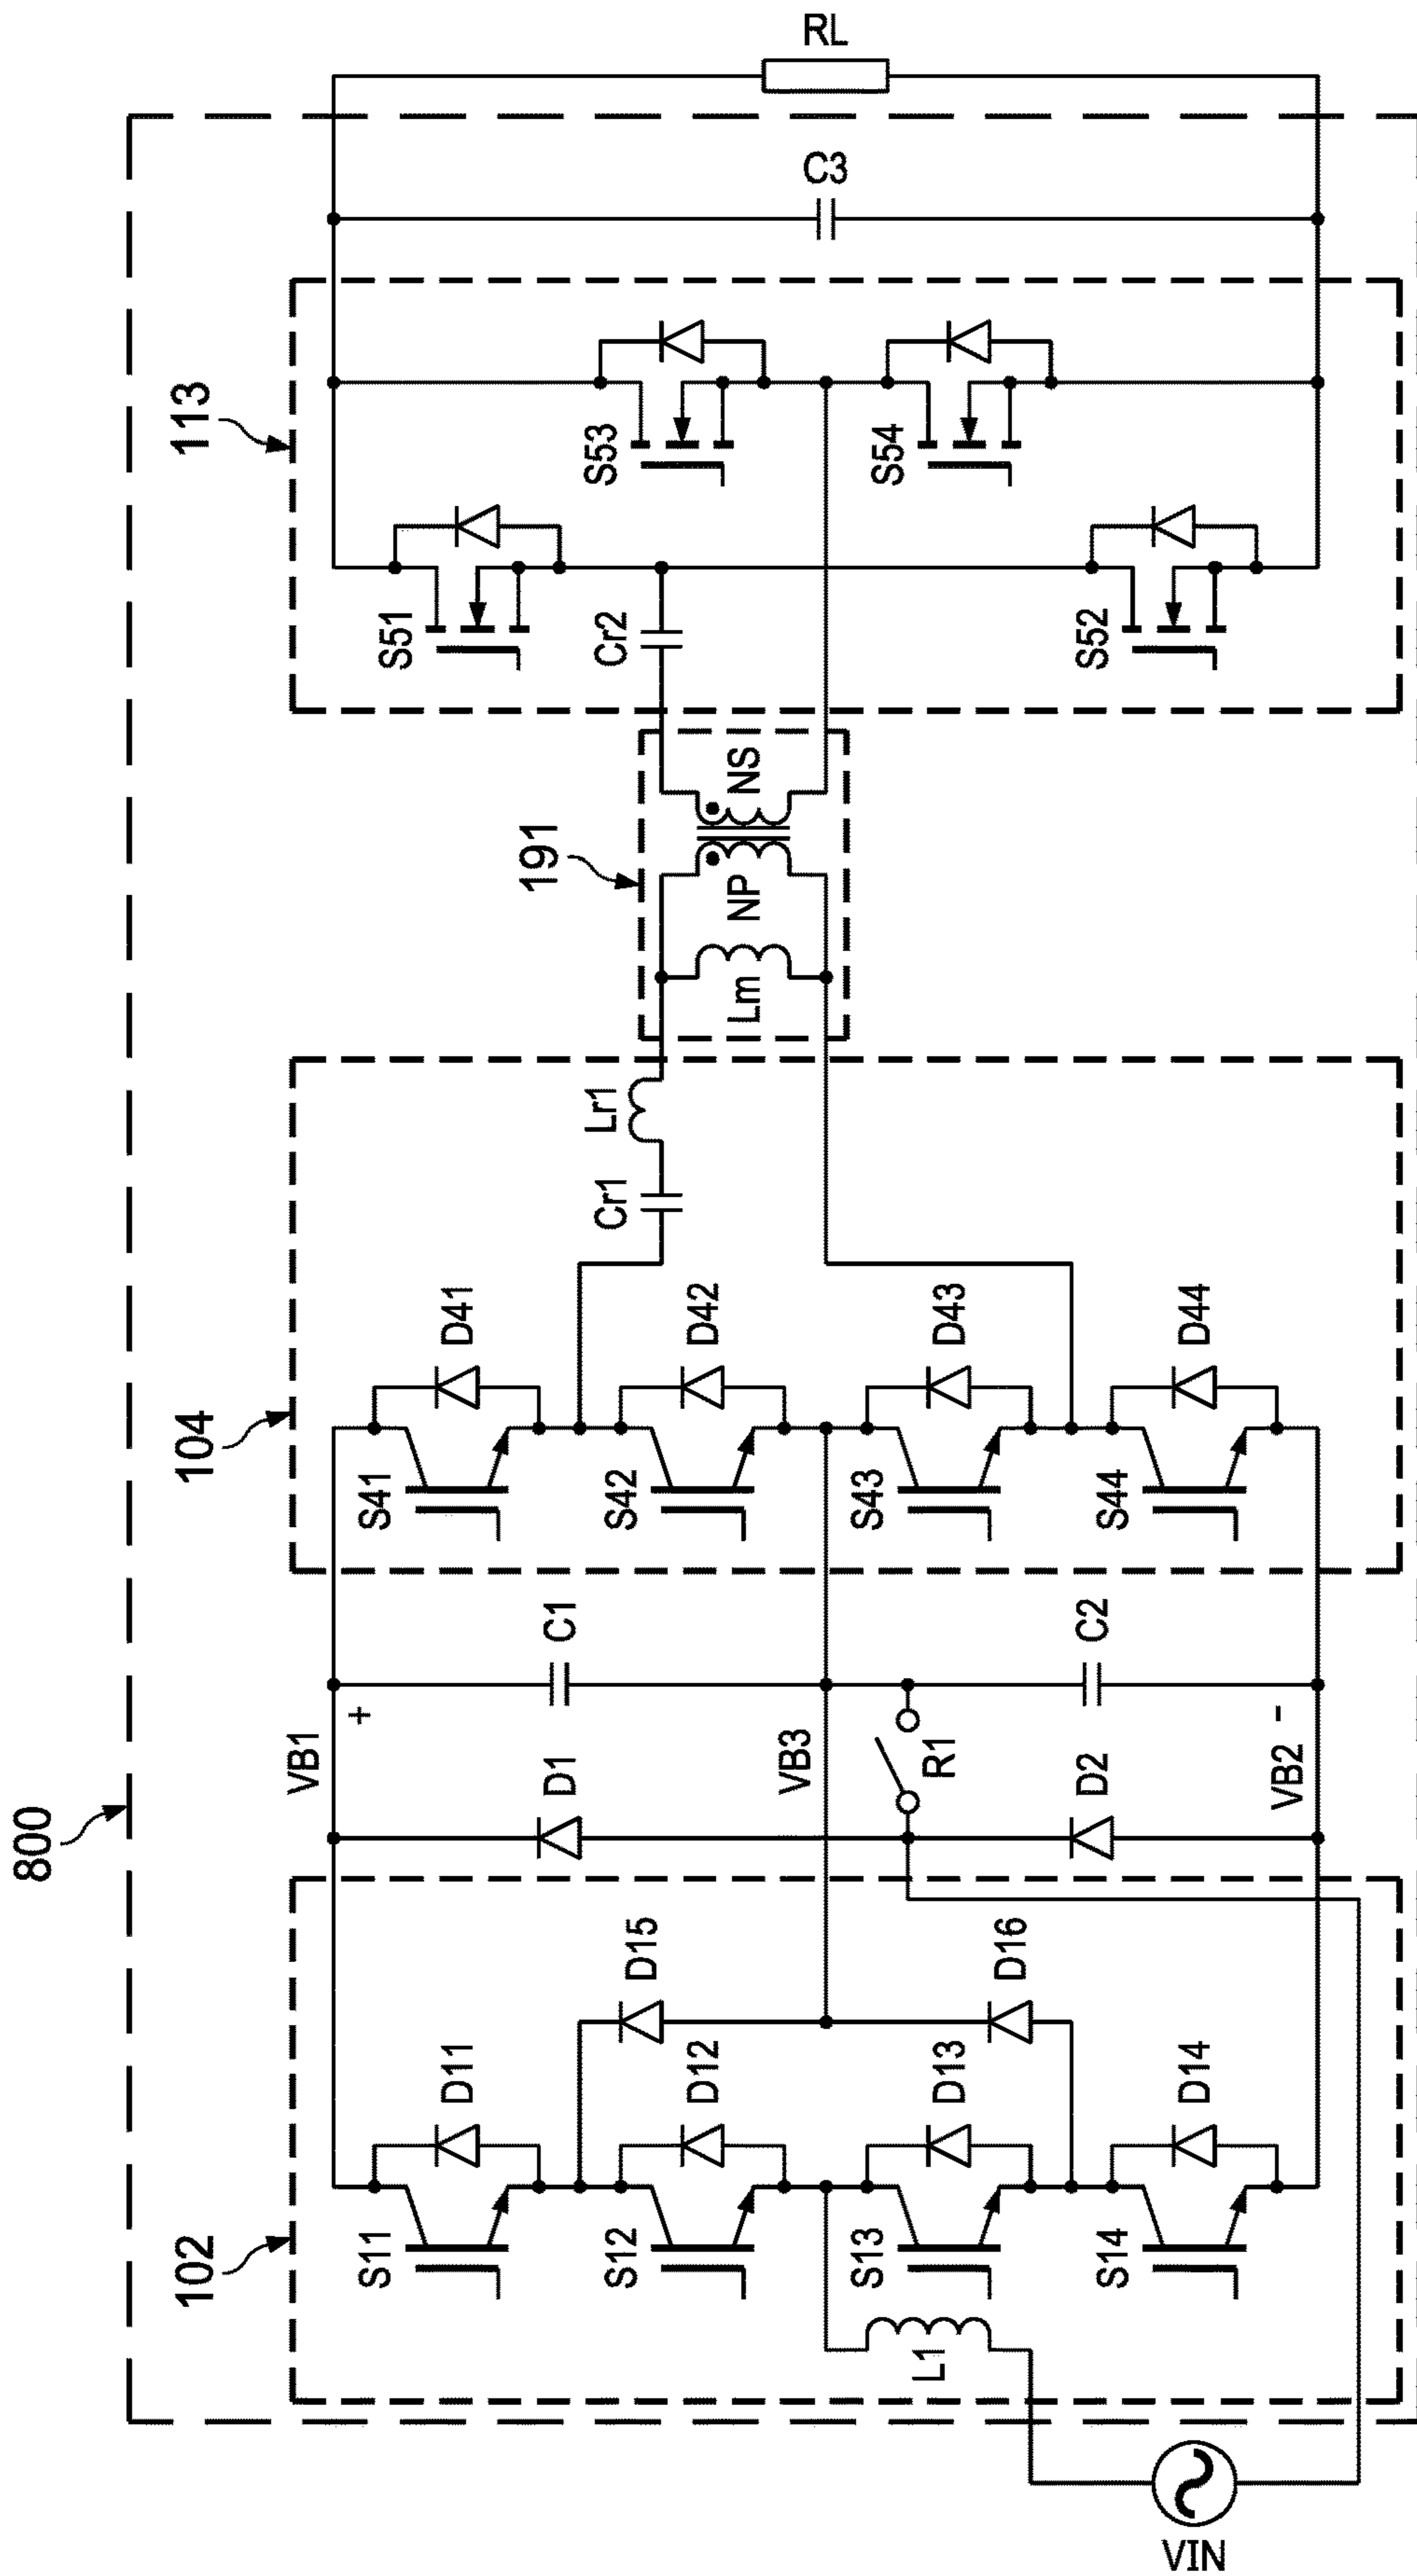 800
102
104
191
113
VIN
L1
S11
S12
S13
S14
D11
D12
D13
D14
D15
D16
D1
D2
R1
VB1
+
VB3
VB2
-
C1
C2
S41
S42
S43
S44
D41
D42
D43
D44
Cr1
Lr1
Lm
NP
NS
Cr2
S51
S52
S53
S54
C3
RL